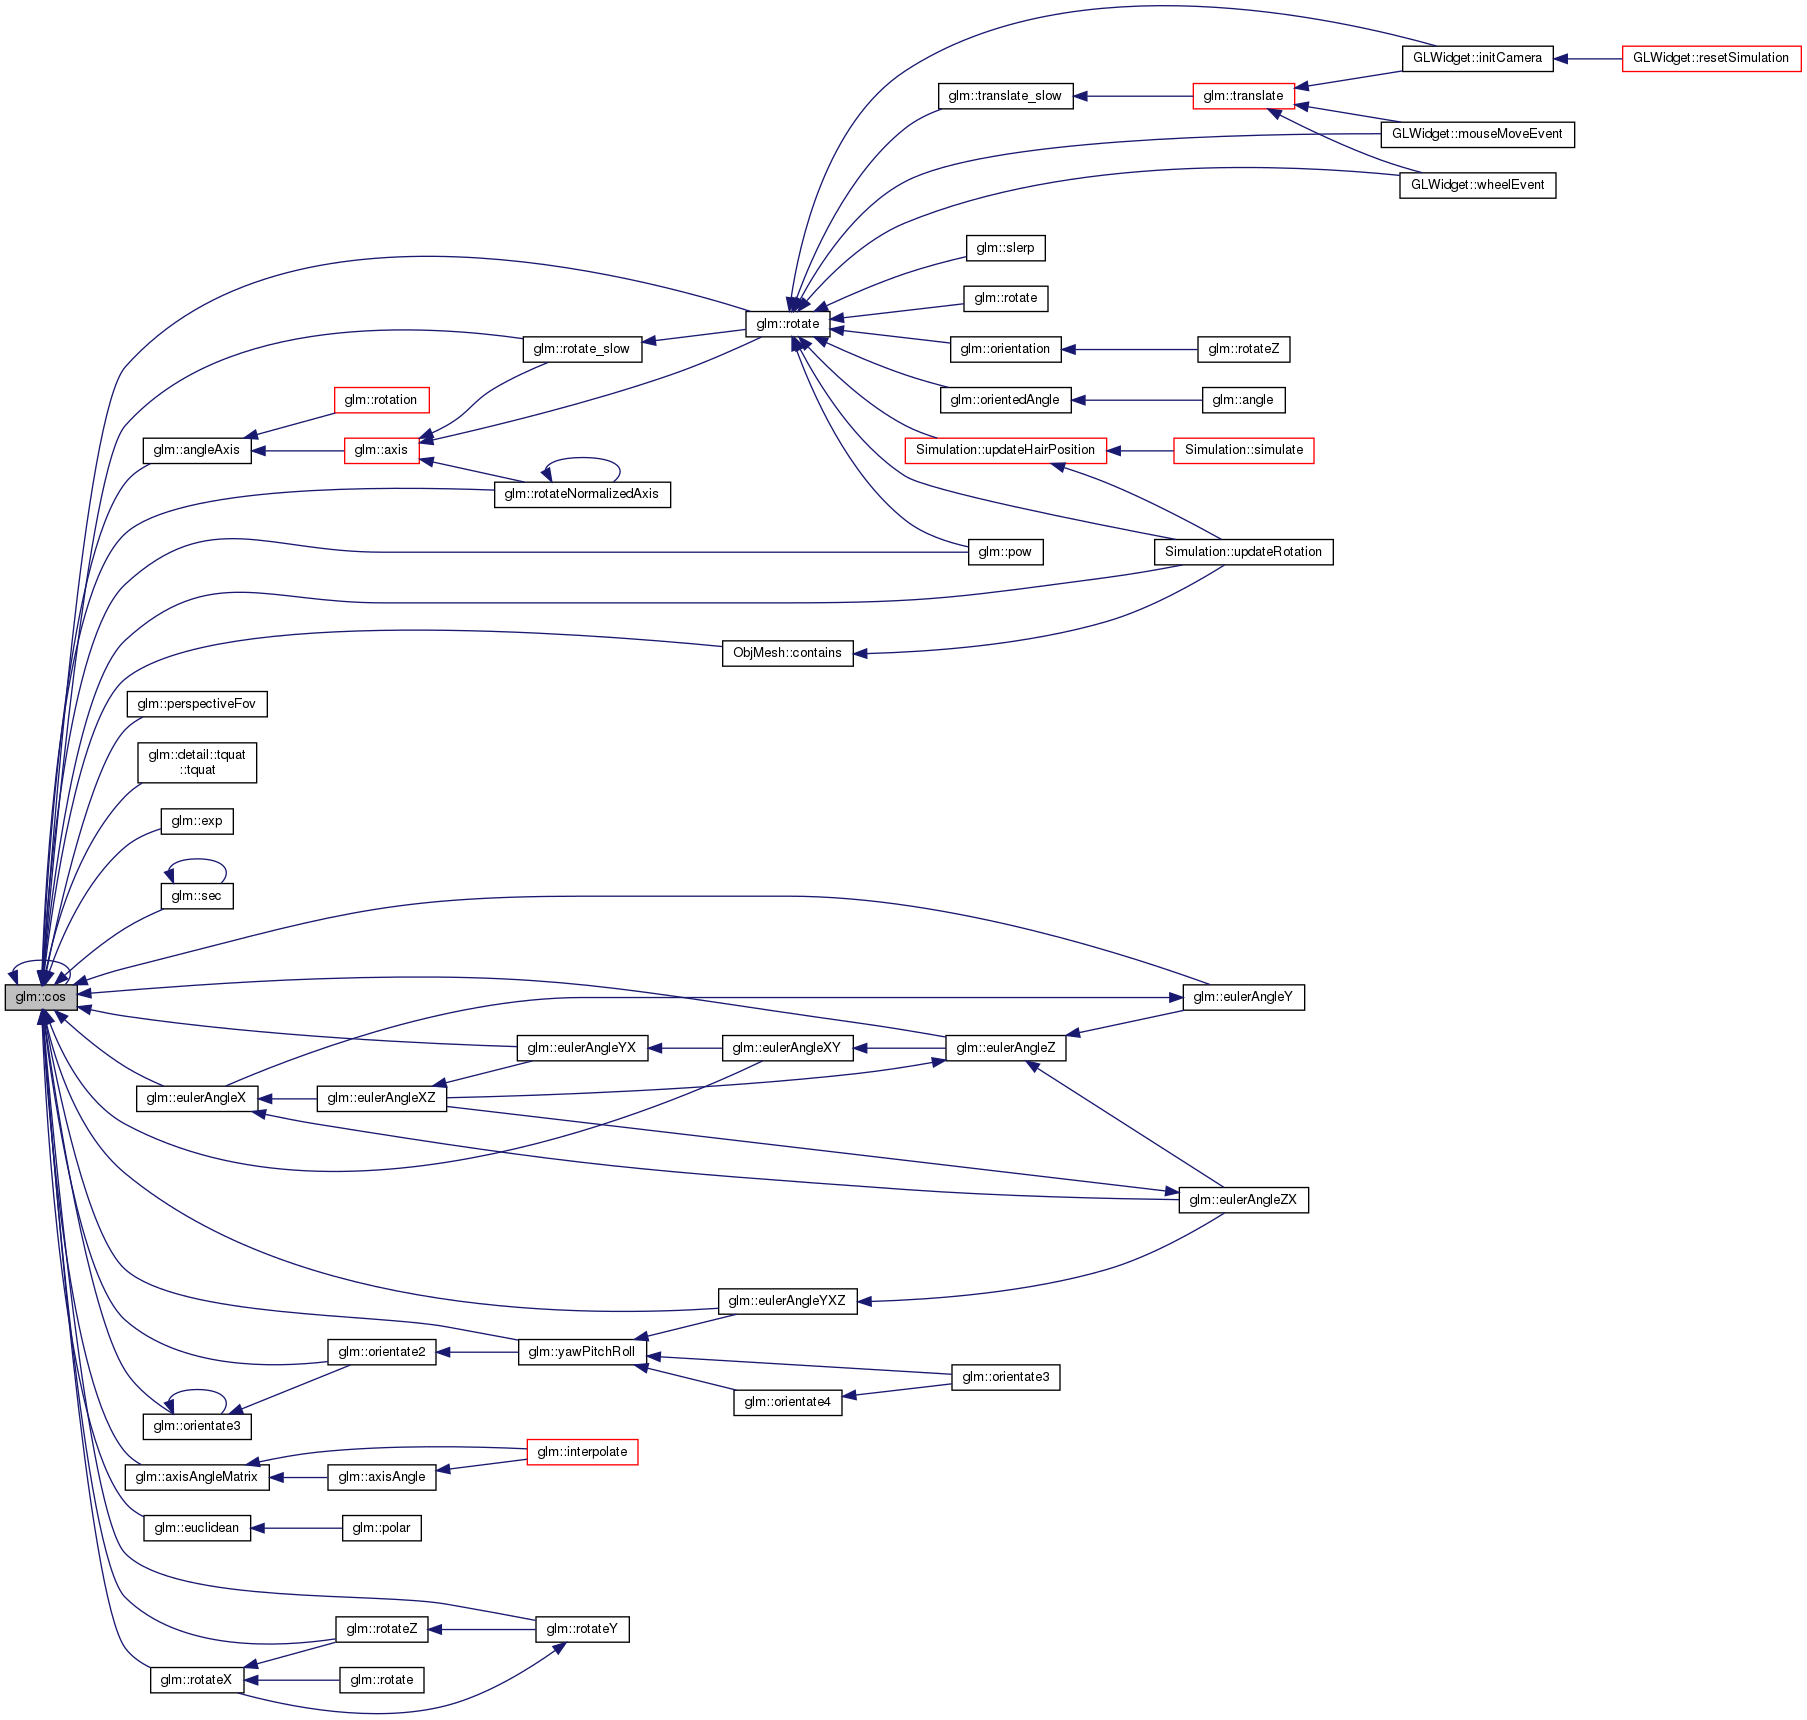 GLWidget::initCamera
GLWidget::resetSimulation
glm::translate_slow
glm::translate
GLWidget::mouseMoveEvent
GLWidget::wheelEvent
glm::slerp
glm::rotate
glm::rotate
glm::rotate_slow
glm::orientation
glm::rotateZ
glm::rotation
glm::orientedAngle
glm::angle
glm::angleAxis
glm::axis
Simulation::updateHairPosition
Simulation::simulate
glm::rotateNormalizedAxis
glm::pow
Simulation::updateRotation
ObjMesh::contains
glm::perspectiveFov
glm::detail::tquat
::tquat
glm::exp
glm::sec
glm::cos
glm::eulerAngleY
glm::eulerAngleYX
glm::eulerAngleXY
glm::eulerAngleZ
glm::eulerAngleX
glm::eulerAngleXZ
glm::eulerAngleZX
glm::eulerAngleYXZ
glm::orientate2
glm::yawPitchRoll
glm::orientate3
glm::orientate4
glm::orientate3
glm::interpolate
glm::axisAngleMatrix
glm::axisAngle
glm::euclidean
glm::polar
glm::rotateZ
glm::rotateY
glm::rotateX
glm::rotate